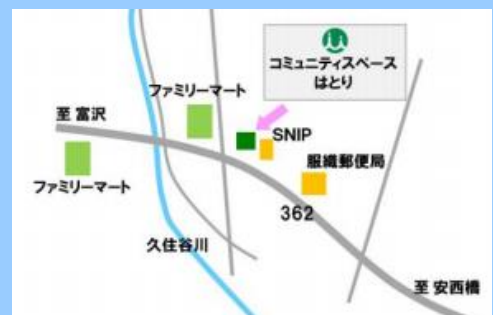 コミュニティスペース
はとり
ファミリーマート
至 富沢
SNIP
服織郵便局
ファミリーマート
362
久住谷川
至 安西橋